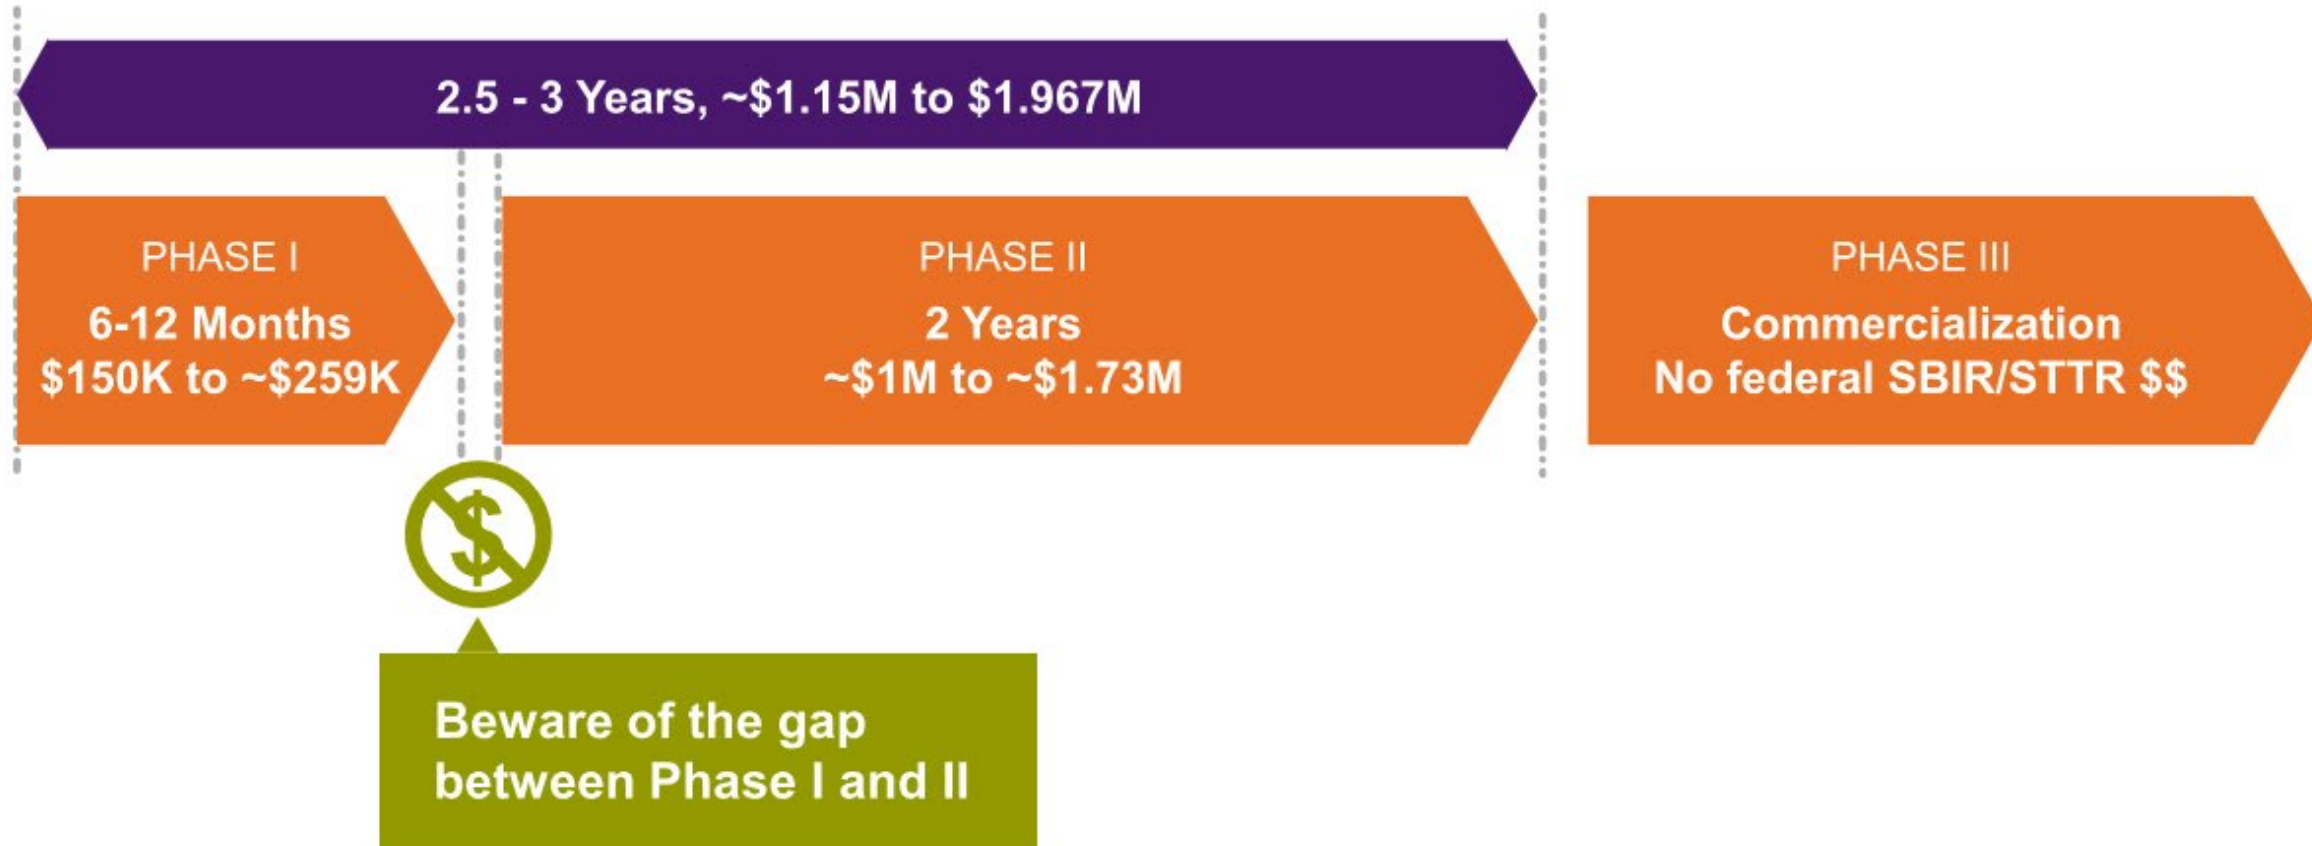 2.5 - 3 Years, ~$1.15M to $1.967M
PHASE I
6-12 Months
$150K to ~$259K
PHASE II
2 Years
~$1M to ~$1.73M
PHASE III
Commercialization
No federal SBIR/STTR $$
$
Beware of the gap
between Phase I and II